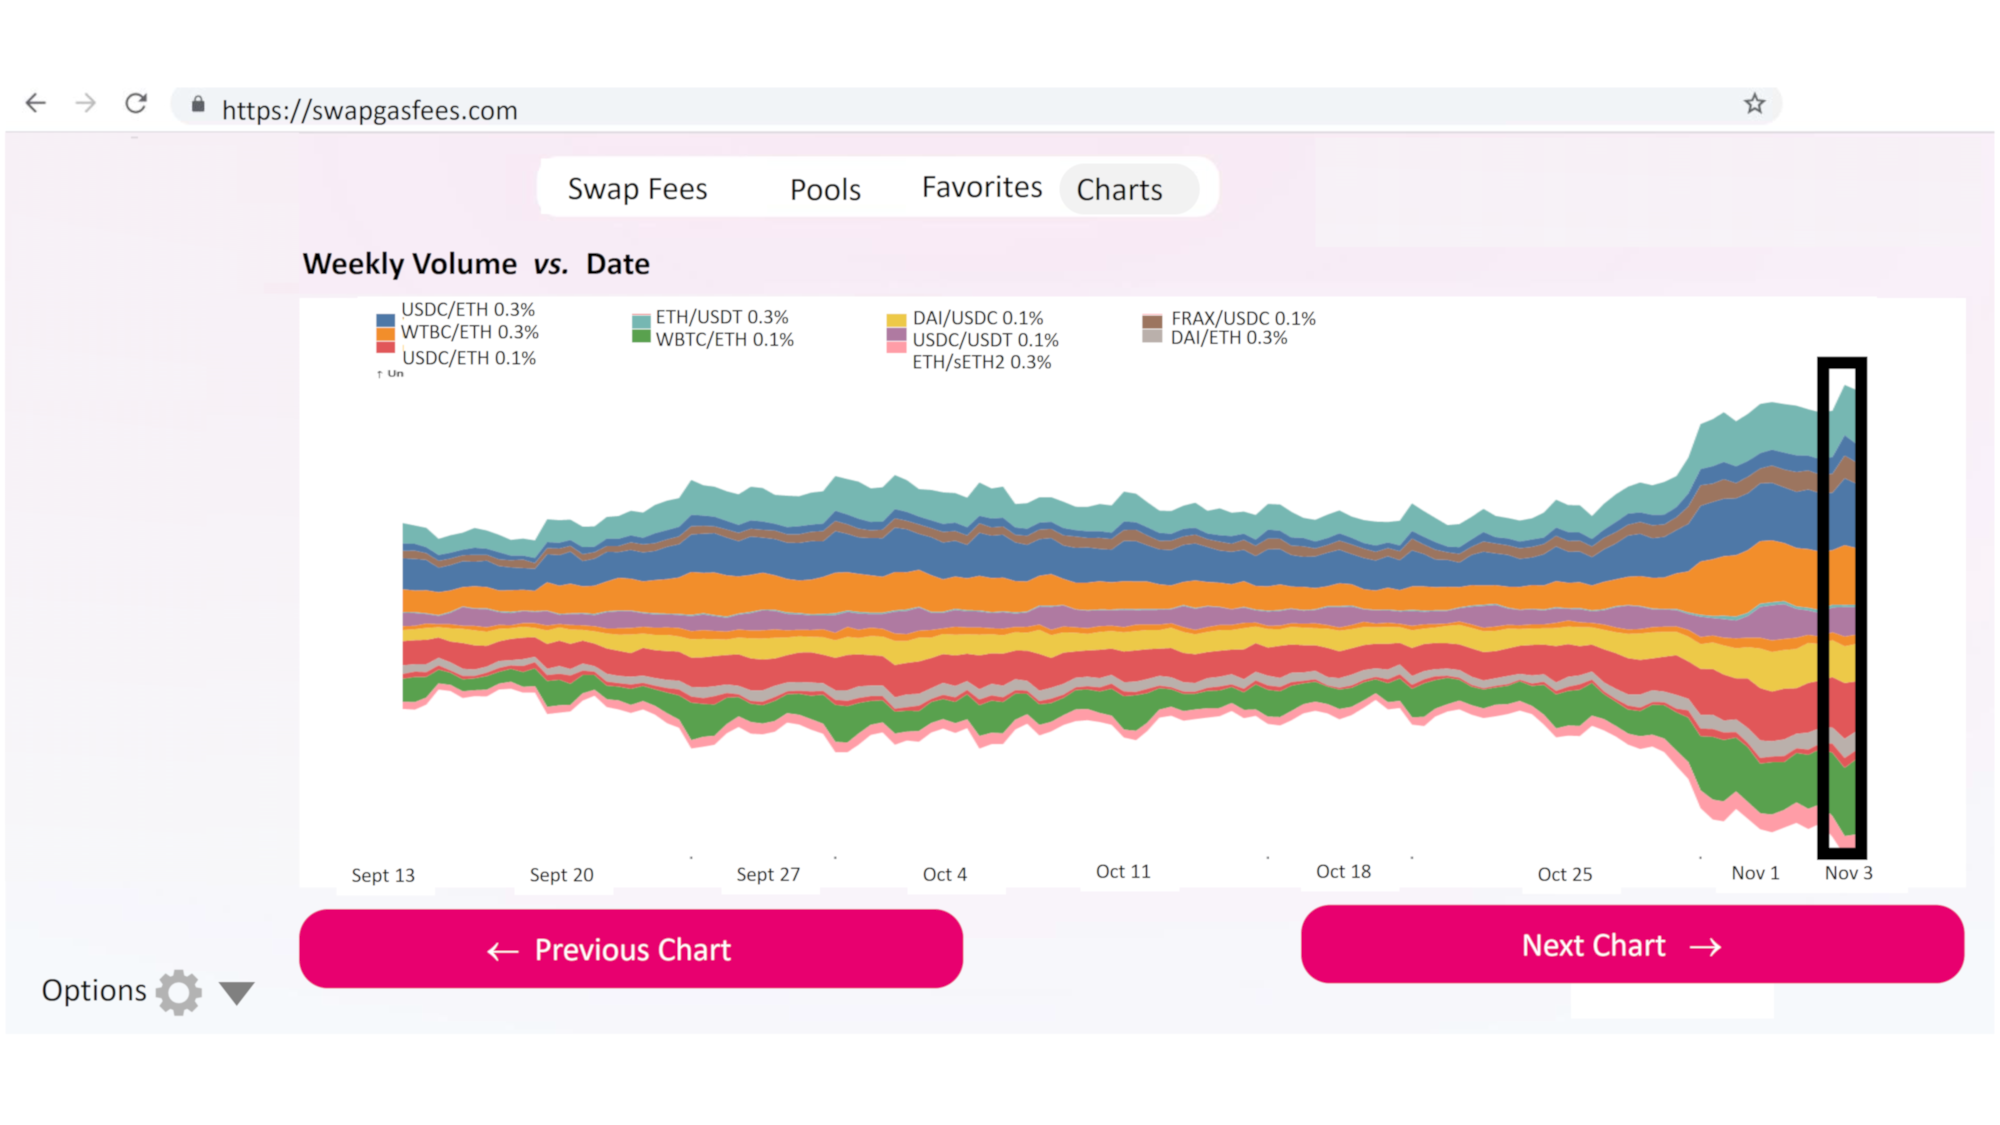 https://swapgasfees.com
Swap Fees Pools Favorites Charts
Weekly Volume vs. Date
USDC/ETH 0.3%
WTBC/ETH 0.3%
USDC/ETH 0.1%
ETH/USDT 0.3%
WBTC/ETH 0.1%
DAI/USDC 0.1%
USDC/USDT 0.1%
ETH/sETH2 0.3%
FRAX/USDC 0.1%
DAI/ETH 0.3%
↑ Un
Sept 13 Sept 20 Sept 27 Oct 4 Oct 11 Oct 18 Oct 25 Nov 1 Nov 3
← Previous Chart
Next Chart →
Options